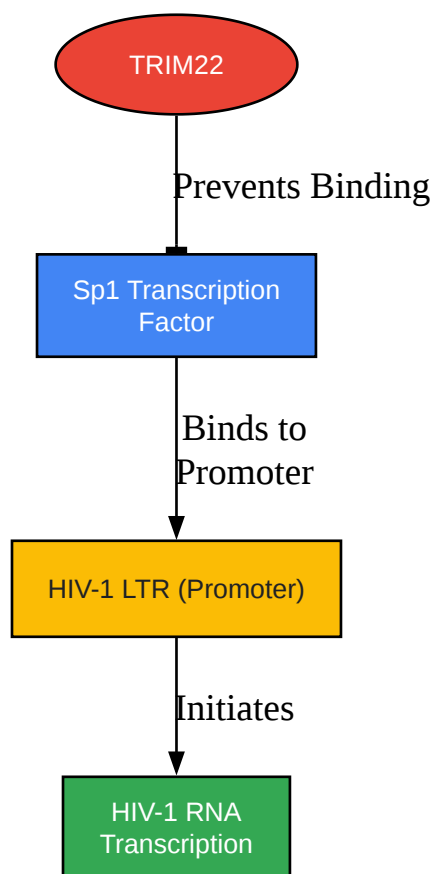 TRIM22
Prevents Binding
Sp1 Transcription
Factor
Binds to
Promoter
HIV-1 LTR (Promoter)
Initiates
HIV-1 RNA
Transcription